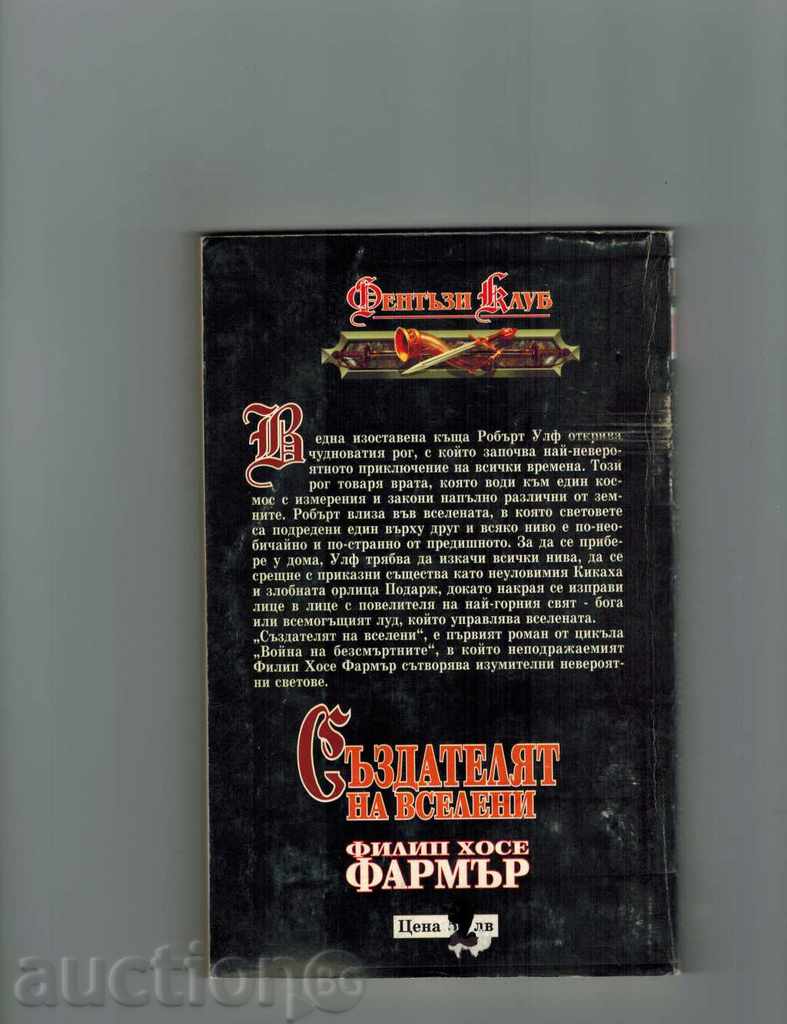 Фентъзи Клуб
В една изоставена къща Робърт Улф открива
чудноватия рог, с който започва най-неверо-
ятното приключение на всички времена. Този
рог товаря врата, която води към един кос-
мос с измерения и закони напълно различни от зем-
ните. Робърт влиза във вселената, в която световете
са подредени един върху друг и всяко ниво е по-нео-
бичайно и по-странно от предишното. За да се прибе-
ре у дома, Улф трябва да изкачи всички нива, да се
срещне с приказни същества като неуловимия Кикаха
и злобната орлица Подарж, докато накрая се изправи
лице в лице с повелителя на най-горния свят - бога
или всемогъщият луд, който управлява вселената.
„Създателят на вселени“, е първият роман от цикъла
„Война на безсмъртните“, в който неподражаемият
Филип Хосе Фармър сътворява изумителни невероят-
ни светове.
Създателят
на вселени
ФИЛИП ХОСЕ
ФАРМЪР
Цена лв
auction BG